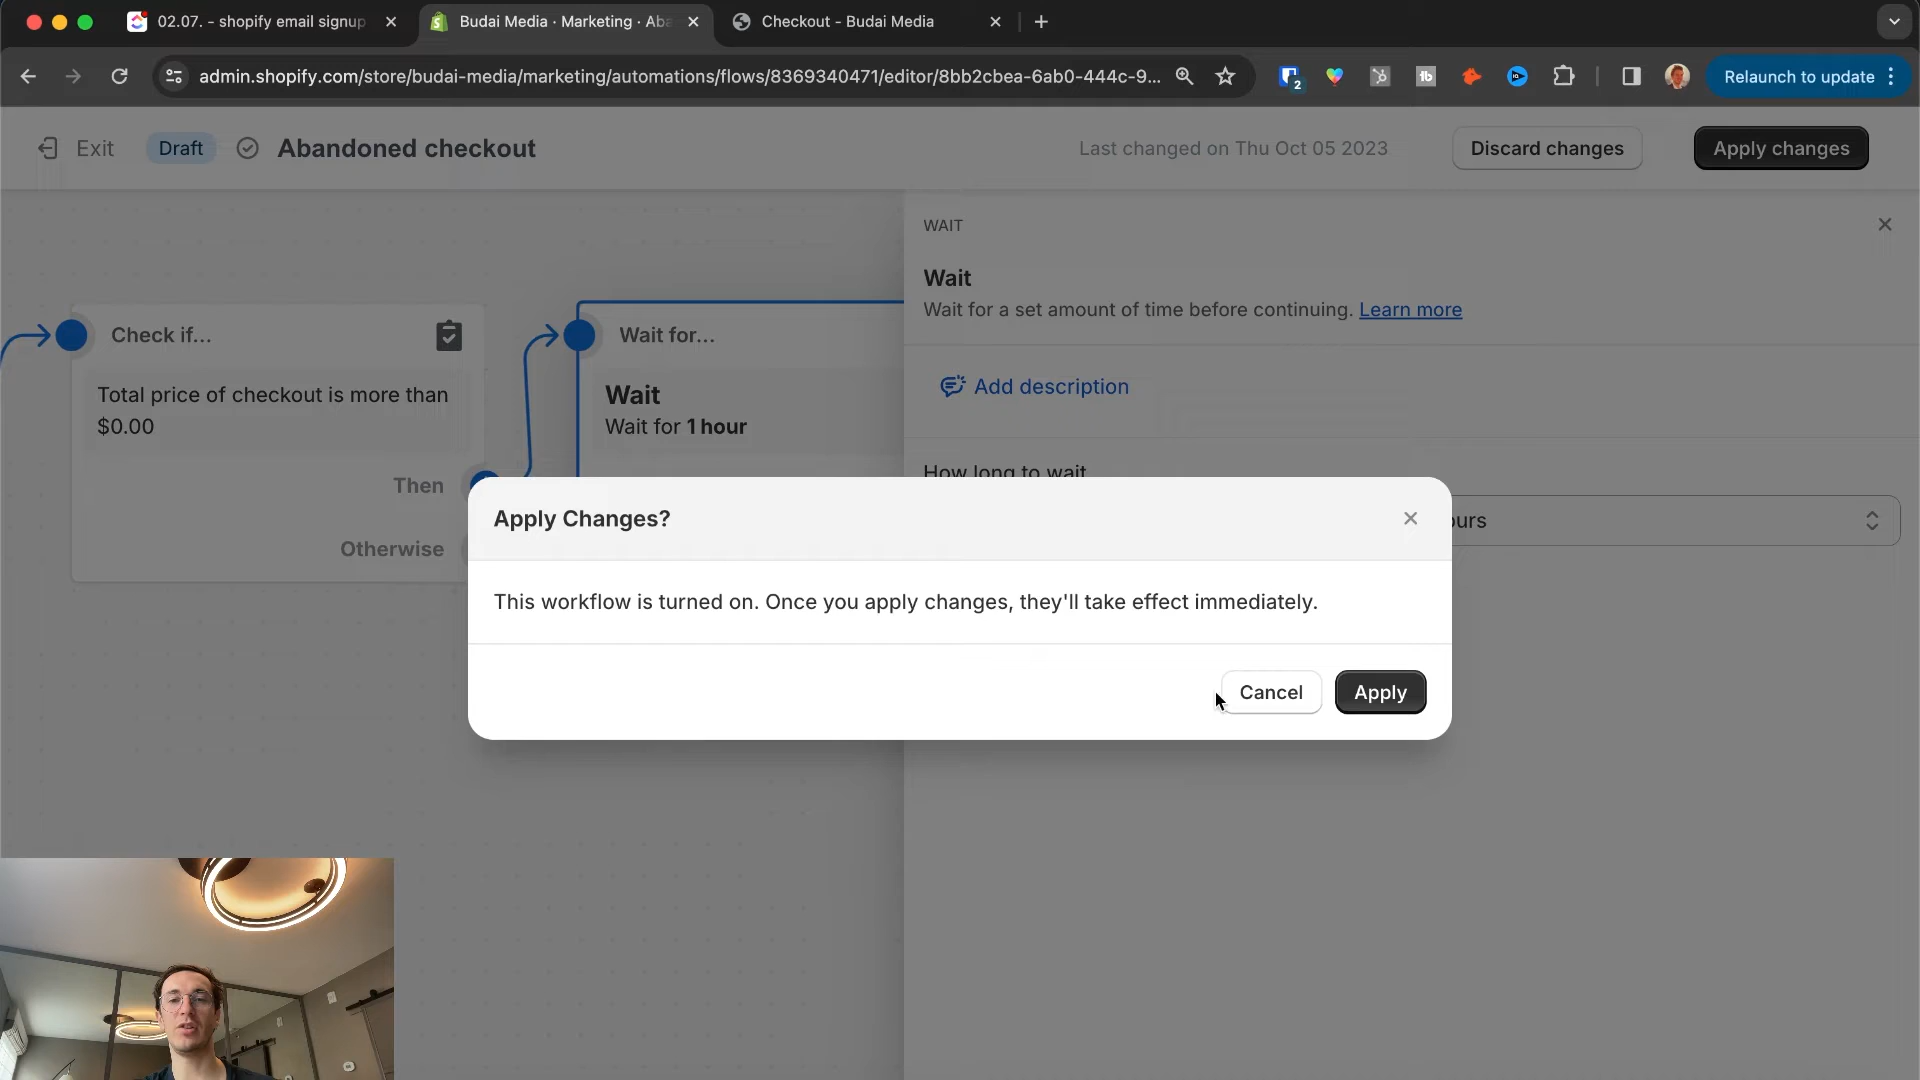 02.07. - shopify email signup
Budai Media · Marketing · Aba
Checkout - Budai Media
admin.shopify.com/store/budai-media/marketing/automations/flows/8369340471/editor/8bb2cbea-6ab0-444c-9...
2
Relaunch to update
Exit
Draft
Abandoned checkout
Last changed on Thu Oct 05 2023
Discard changes
Apply changes
WAIT
Wait
Wait for a set amount of time before continuing. Learn more
Add description
How long to wait
ours
Check if...
Total price of checkout is more than
$0.00
Then
Otherwise
Wait for...
Wait
Wait for 1 hour
Apply Changes?
This workflow is turned on. Once you apply changes, they'll take effect immediately.
Cancel
Apply